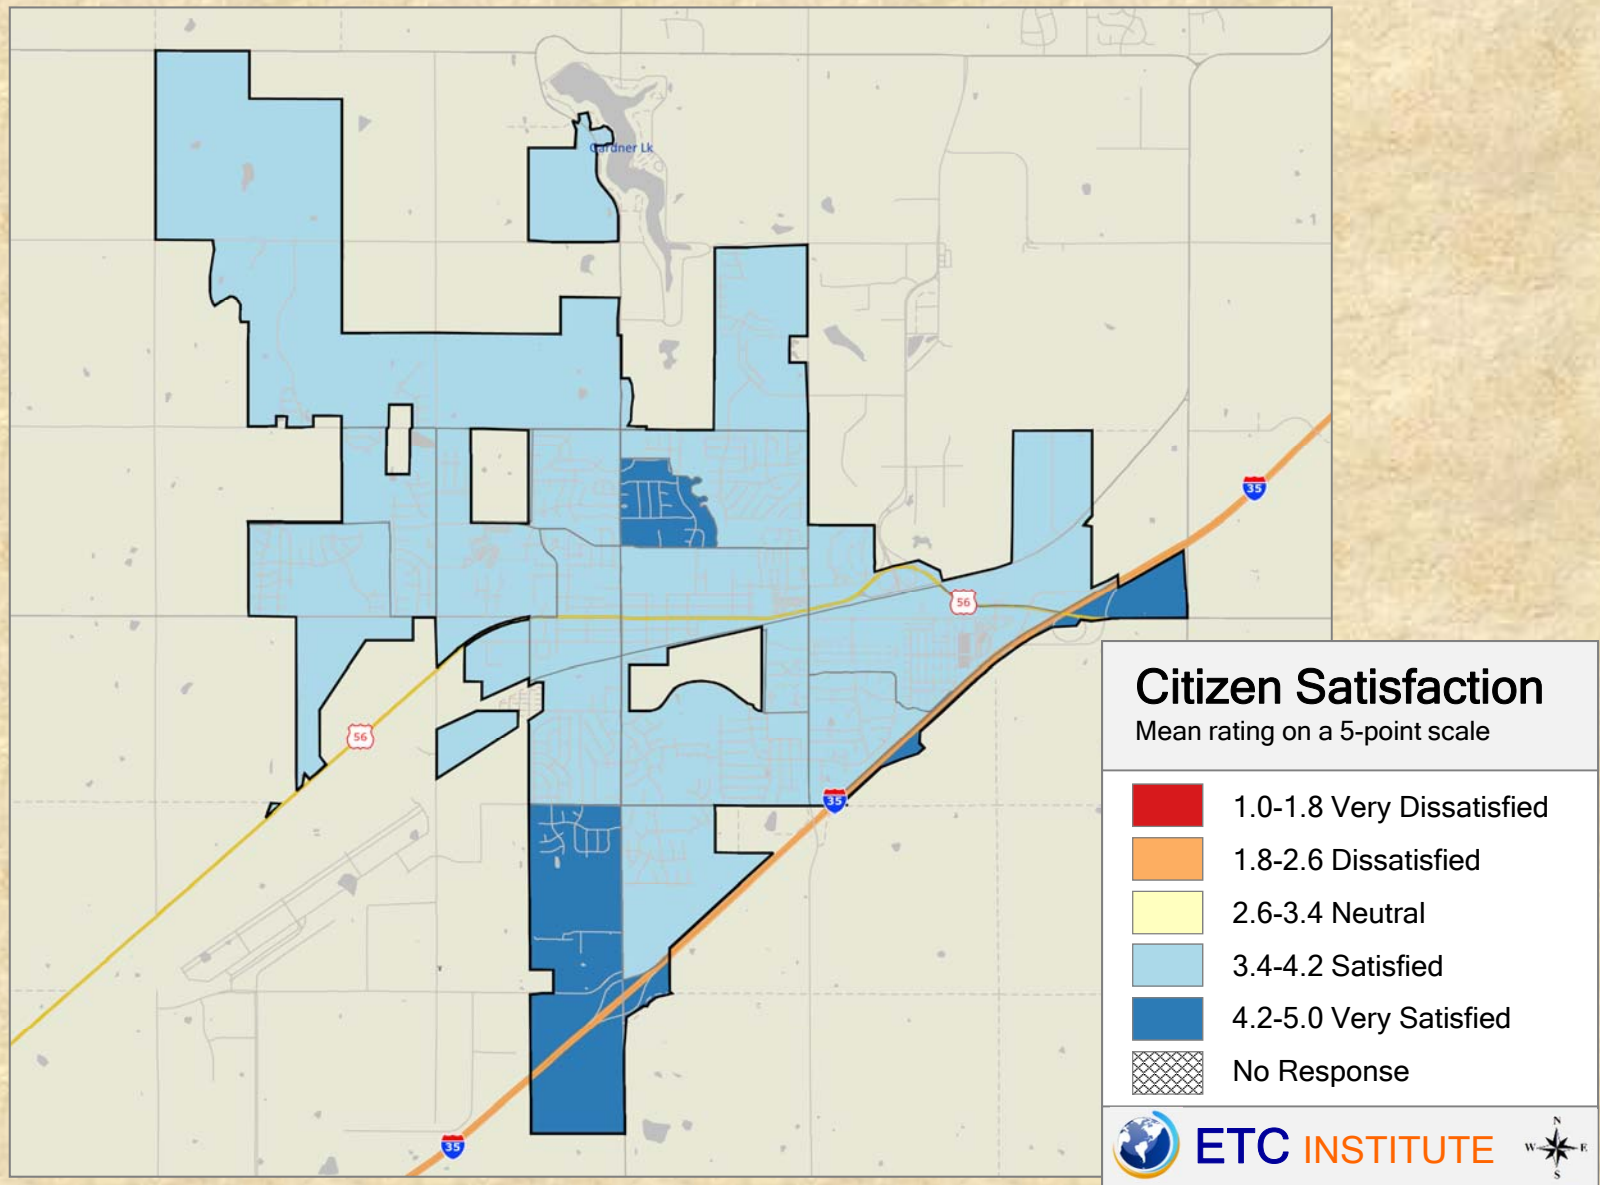 Gardner Lk
1
35
56
56
35
35
Citizen Satisfaction
Mean rating on a 5-point scale
1.0-1.8 Very Dissatisfied
1.8-2.6 Dissatisfied
2.6-3.4 Neutral
3.4-4.2 Satisfied
4.2-5.0 Very Satisfied
No Response
ETC INSTITUTE
N
W E
S